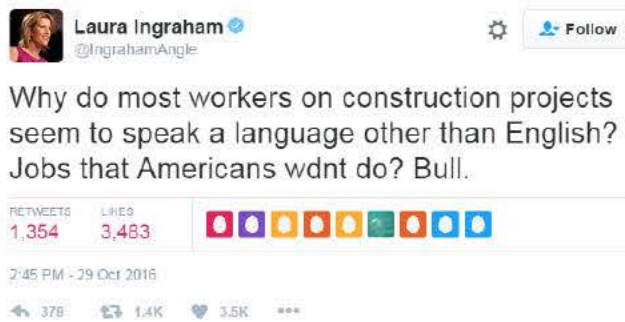 Laura Ingraham
@IngrahamAngle
Follow
Why do most workers on construction projects
seem to speak a language other than English?
Jobs that Americans wdnt do? Bull.
RETWEETS LIKES
1,354 3,483
2:45 PM - 29 Oct 2016
378 1.4K 3.5K